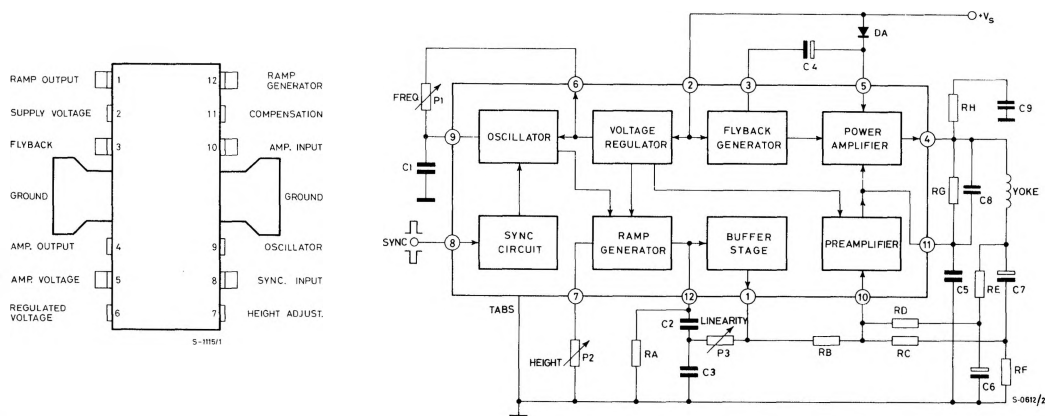 RAMP OUTPUT
1
12
RAMP
GENERATOR
SUPPLY VOLTAGE
2
11
COMPENSATION
FLYBACK
3
10
AMP. INPUT
GROUND
GROUND
AMP. OUTPUT
4
9
OSCILLATOR
AMP. VOLTAGE
5
8
SYNC. INPUT
REGULATED
VOLTAGE
6
7
HEIGHT ADJUST.
S-1115/1
+Vs
DA
C4
6
2
3
5
FREQ
P1
RH
C9
9
OSCILLATOR
VOLTAGE
REGULATOR
FLYBACK
GENERATOR
POWER
AMPLIFIER
4
C1
RG
C8
YOKE
SYNC
8
SYNC
CIRCUIT
RAMP
GENERATOR
BUFFER
STAGE
PREAMPLIFIER
11
C5
RE
C7
TABS
7
12
1
10
C2
LINEARITY
RD
HEIGHT
P2
RA
P3
RB
RC
C3
C6
RF
S-0612/2